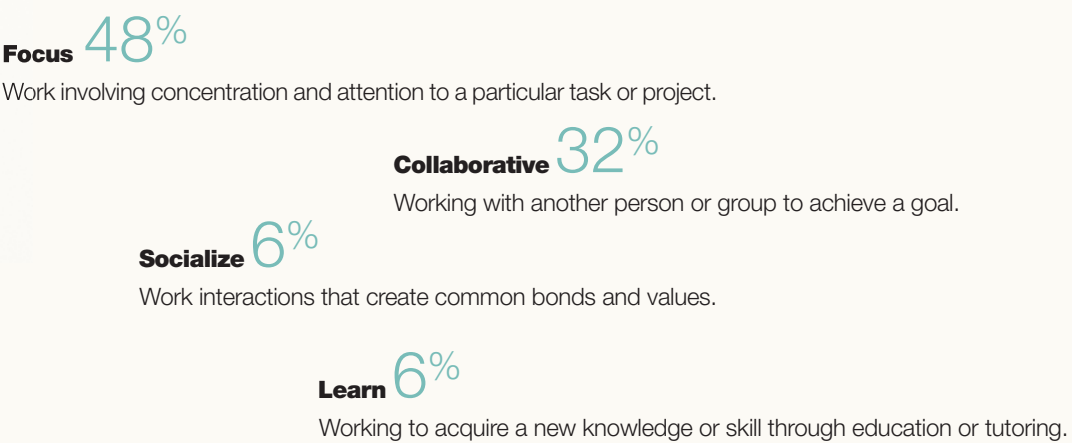 Focus 48%
Work involving concentration and attention to a particular task or project.
Collaborative 32%
Working with another person or group to achieve a goal.
Socialize 6%
Work interactions that create common bonds and values.
Learn 6%
Working to acquire a new knowledge or skill through education or tutoring.